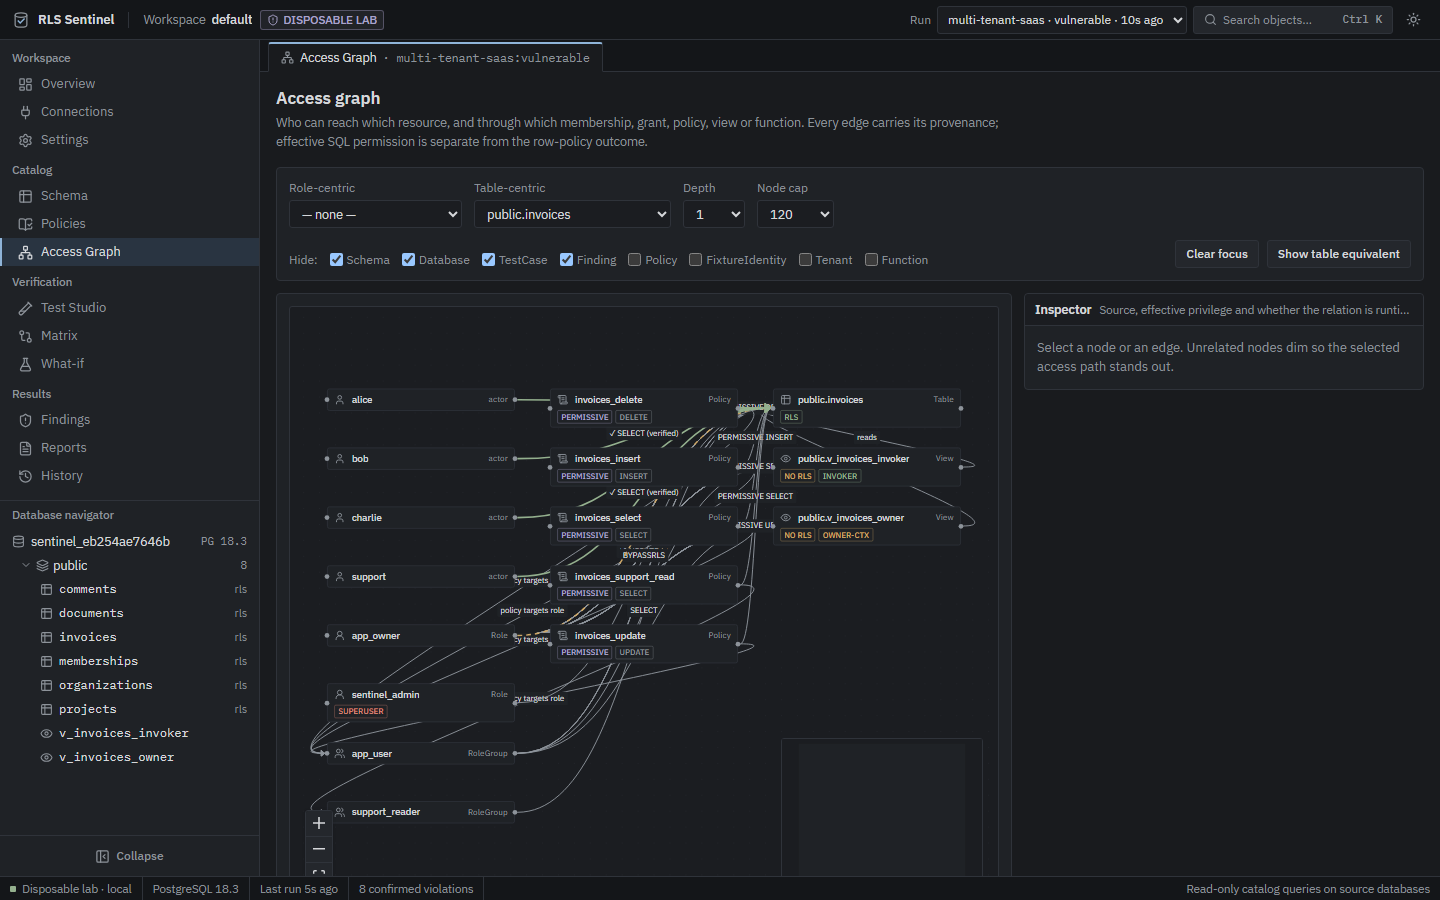 RLS Sentinel
Workspace default
DISPOSABLE LAB
Run
multi-tenant-saas · vulnerable · 10s ago
Search objects... Ctrl K
Workspace
Overview
Connections
Settings
Catalog
Schema
Policies
Access Graph
Verification
Test Studio
Matrix
What-if
Results
Findings
Reports
History
Database navigator
sentinel_eb254ae7646b PG 18.3
public 8
comments rls
documents rls
invoices rls
memberships rls
organizations rls
projects rls
v_invoices_invoker
v_invoices_owner
Collapse
Access Graph · multi-tenant-saas:vulnerable
Access graph
Who can reach which resource, and through which membership, grant, policy, view or function. Every edge carries its provenance;
effective SQL permission is separate from the row-policy outcome.
Role-centric Table-centric Depth Node cap
— none — public.invoices 1 120
Hide: Schema Database TestCase Finding Policy FixtureIdentity Tenant Function
Clear focus Show table equivalent
Inspector Source, effective privilege and whether the relation is runti...
Select a node or an edge. Unrelated nodes dim so the selected
access path stands out.
alice actor
bob actor
charlie actor
support actor
app_owner Role
sentinel_admin Role
SUPERUSER
app_user RoleGroup
support_reader RoleGroup
invoices_delete Policy
PERMISSIVE DELETE
✓ SELECT (verified)
invoices_insert Policy
PERMISSIVE INSERT
✓ SELECT (verified)
invoices_select Policy
PERMISSIVE SELECT
BYPASSRLS
invoices_support_read Policy
PERMISSIVE SELECT
SELECT
invoices_update Policy
PERMISSIVE UPDATE
cy targets
policy targets role
cy targets
cy targets role
ISSIVE
PERMISSIVE INSERT
ISSIVE SE
PERMISSIVE SELECT
ISSIVE UP
reads
public.invoices Table
RLS
public.v_invoices_invoker View
NO RLS INVOKER
public.v_invoices_owner View
NO RLS OWNER-CTX
Disposable lab · local
PostgreSQL 18.3
Last run 5s ago
8 confirmed violations
Read-only catalog queries on source databases